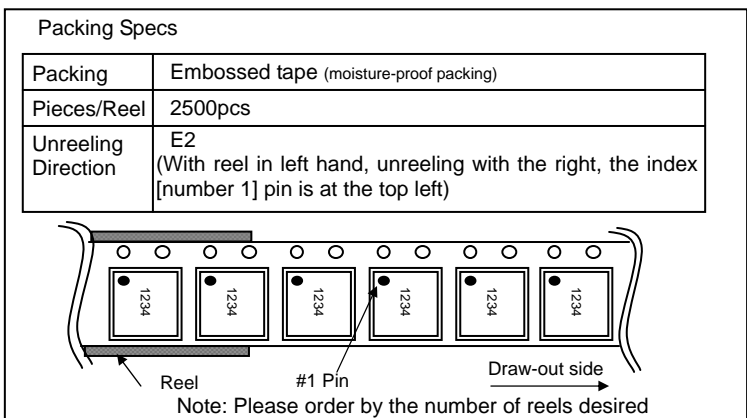 Packing Specs
Packing Embossed tape (moisture-proof packing)
Pieces/Reel 2500pcs
Unreeling Direction E2
(With reel in left hand, unreeling with the right, the index
[number 1] pin is at the top left)
1234 1234 1234 1234 1234 1234
Reel #1 Pin Draw-out side
Note: Please order by the number of reels desired